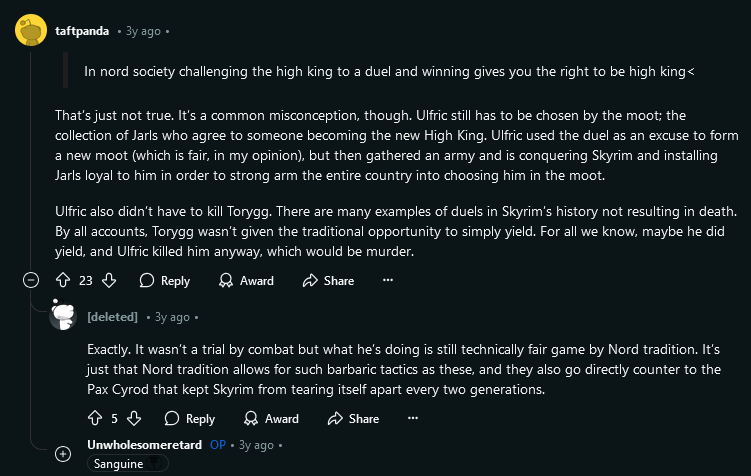 taftpanda • 3y ago •
In nord society challenging the high king to a duel and winning gives you the right to be high king<
That's just not true. It's a common misconception, though. Ulfric still has to be chosen by the moot; the
collection of Jarls who agree to someone becoming the new High King. Ulfric used the duel as an excuse to form
a new moot (which is fair, in my opinion), but then gathered an army and is conquering Skyrim and installing
Jarls loyal to him in order to strong arm the entire country into choosing him in the moot.
Ulfric also didn't have to kill Torygg. There are many examples of duels in Skyrim's history not resulting in death.
By all accounts, Torygg wasn't given the traditional opportunity to simply yield. For all we know, maybe he did
yield, and Ulfric killed him anyway, which would be murder.
23 Reply Award Share ...
[deleted] • 3y ago •
Exactly. It wasn't a trial by combat but what he's doing is still technically fair game by Nord tradition. It's
just that Nord tradition allows for such barbaric tactics as these, and they also go directly counter to the
Pax Cyrod that kept Skyrim from tearing itself apart every two generations.
5 Reply Award Share ...
Unwholesomeretard OP • 3y ago •
Sanguine